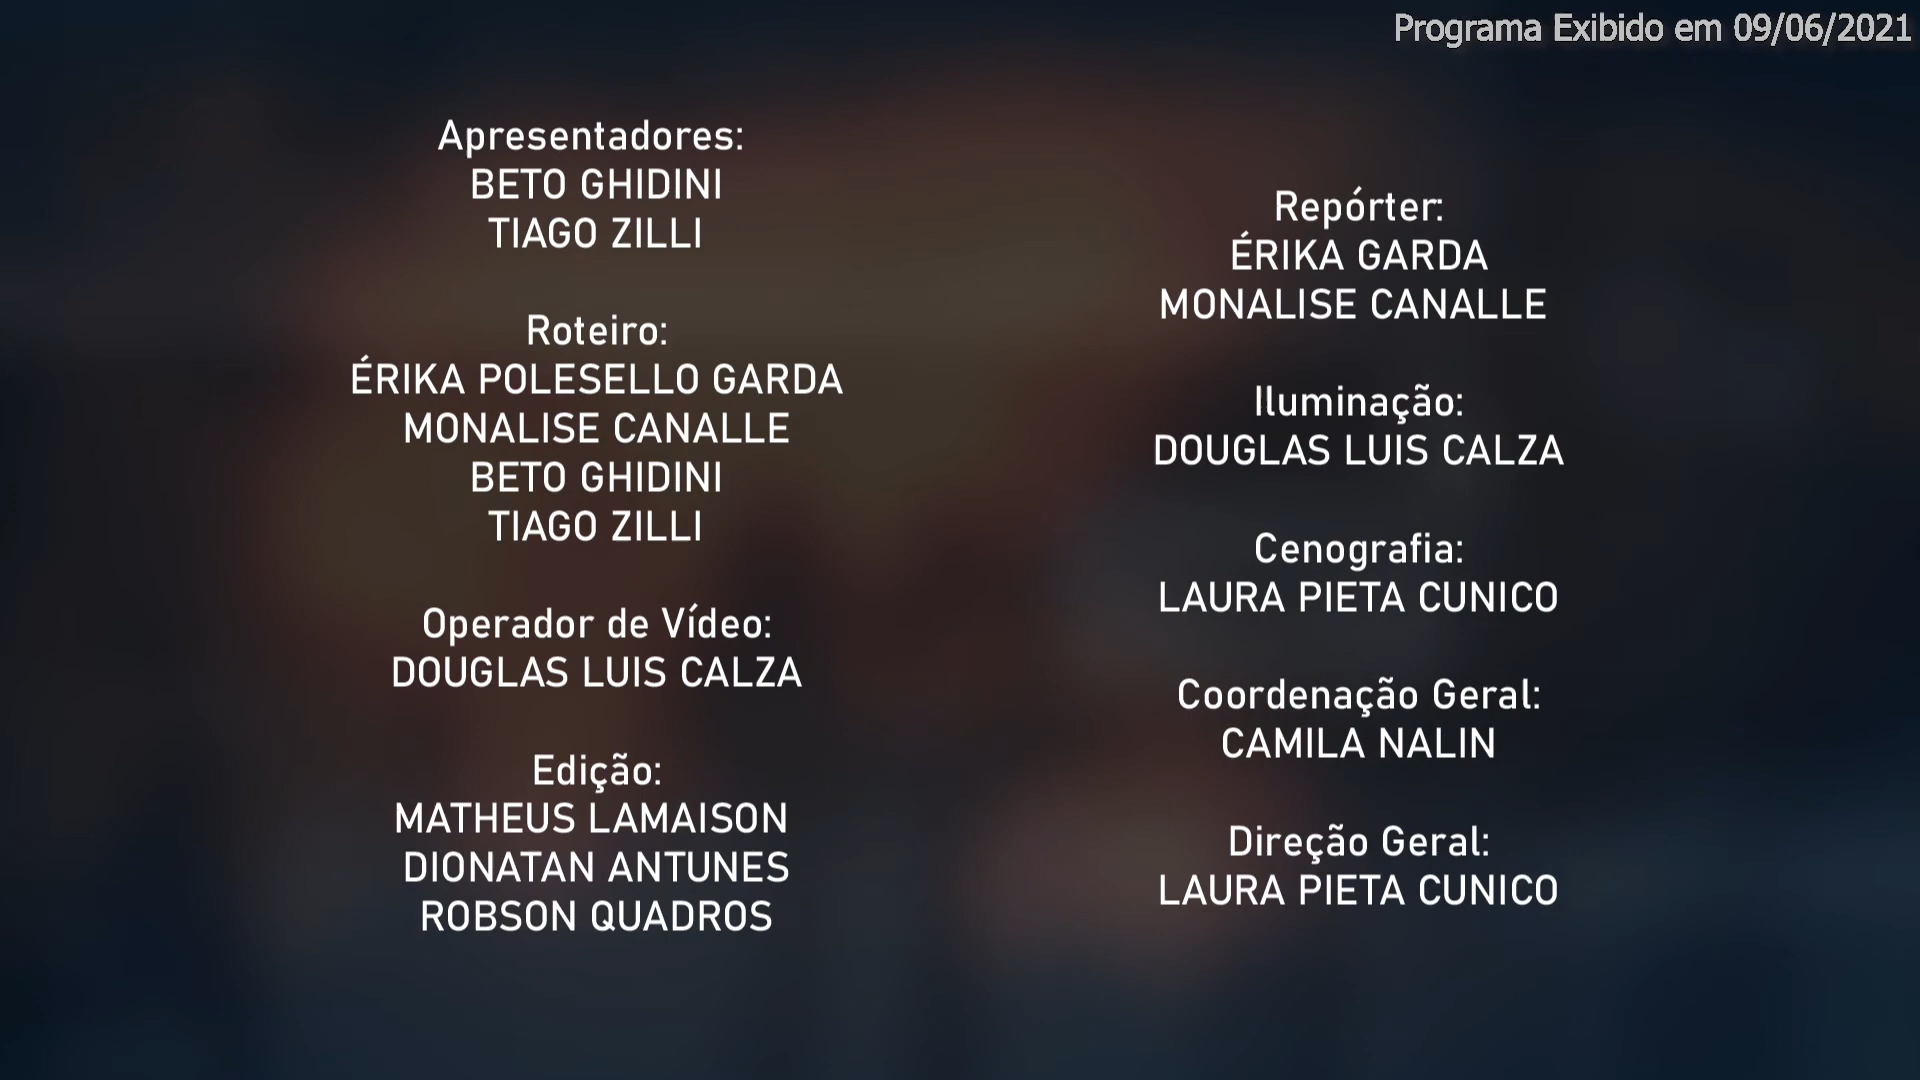 Programa Exibido em 09/06/2021
Apresentadores:
BETO GHIDINI
TIAGO ZILLI
Roteiro:
ÉRIKA POLESELLO GARDA
MONALISE CANALLE
BETO GHIDINI
TIAGO ZILLI
Operador de Vídeo:
DOUGLAS LUIS CALZA
Edição:
MATHEUS LAMAISON
DIONATAN ANTUNES
ROBSON QUADROS
Repórter:
ÉRIKA GARDA
MONALISE CANALLE
Iluminação:
DOUGLAS LUIS CALZA
Cenografia:
LAURA PIETA CUNICO
Coordenação Geral:
CAMILA NALIN
Direção Geral:
LAURA PIETA CUNICO